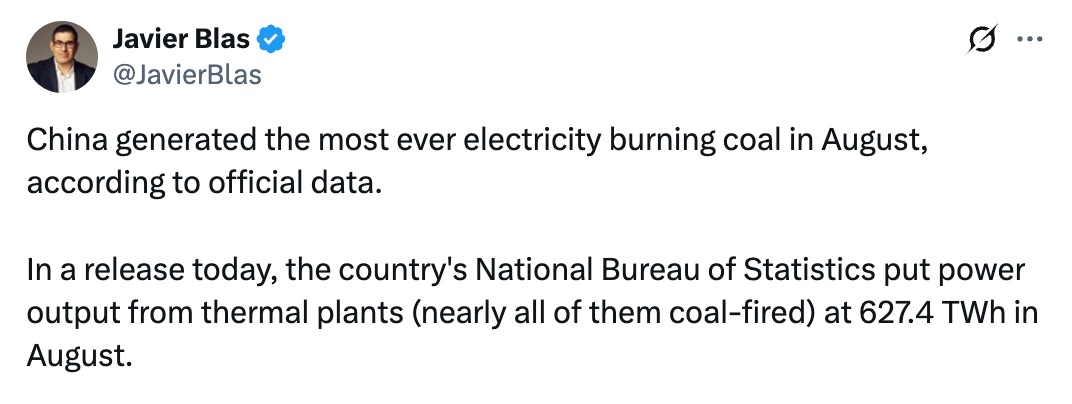 Javier Blas
@JavierBlas
China generated the most ever electricity burning coal in August,
according to official data.
In a release today, the country's National Bureau of Statistics put power
output from thermal plants (nearly all of them coal-fired) at 627.4 TWh in
August.